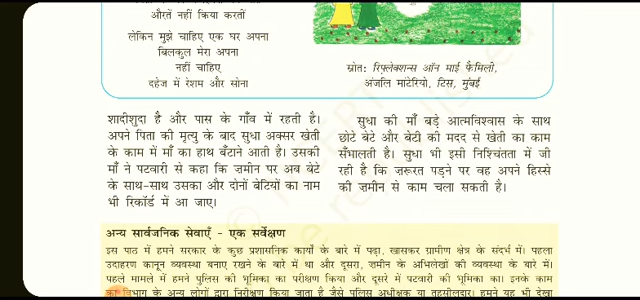 औरतें नहीं किया करतीं
लेकिन मुझे चाहिए एक घर अपना
बिलकुल मेरा अपना
नहीं चाहिए
दहेज में रेशम और सोना
स्रोत: रिफ़्लेक्शन्स ऑन माई फ़ैमिली,
अंजलि मांटेरियो, टिस, मुंबई
शादीशुदा है और पास के गाँव में रहती है।
अपने पिता की मृत्यु के बाद सुधा अक्सर खेती
के काम में माँ का हाथ बँटाने आती है। उसकी
माँ ने पटवारी से कहा कि ज़मीन पर अब बेटे
के साथ-साथ उसका और दोनों बेटियों का नाम
भी रिकॉर्ड में आ जाए।
सुधा की माँ बड़े आत्मविश्वास के साथ
छोटे बेटे और बेटी की मदद से खेती का काम
सँभालती है। सुधा भी इसी निश्चिंतता में जी
रही है कि ज़रूरत पड़ने पर वह अपने हिस्से
की ज़मीन से काम चला सकती है।
अन्य सार्वजनिक सेवाएँ - एक सर्वेक्षण
इस पाठ में हमने सरकार के कुछ प्रशासनिक कार्यों के बारे में पढ़ा, खासकर ग्रामीण क्षेत्र के संदर्भ में। पहला
उदाहरण कानून व्यवस्था बनाए रखने के बारे में था और दूसरा, ज़मीन के अभिलेखों की व्यवस्था के बारे में।
पहले मामले में हमने पुलिस की भूमिका का परीक्षण किया और दूसरे में पटवारी की भूमिका का। इनके काम
का विभाग के अन्य लोगों द्वारा निरीक्षण किया जाता है जैसे पुलिस अधीक्षक या तहसीलदार। हमने यह भी देखा